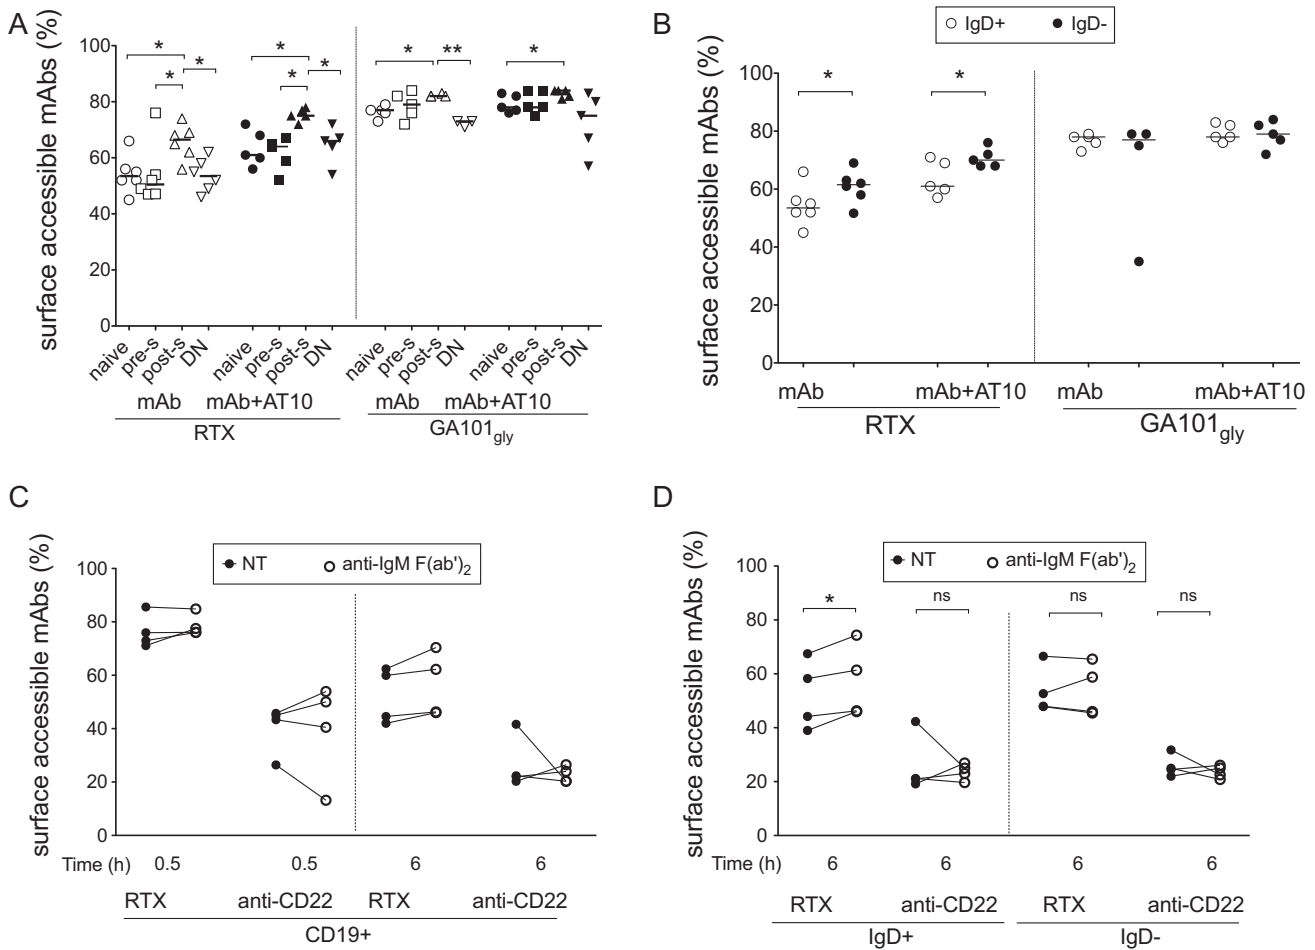 A
surface accessible mAbs (%)
100
80
60
40
20
0
* * * * * * * ** *
naive pre-s post-s DN naive pre-s post-s DN naive pre-s post-s DN naive pre-s post-s DN
mAb mAb+AT10 mAb mAb+AT10
RTX GA101gly
B
IgD+ IgD-
surface accessible mAbs (%)
100
80
60
40
20
0
* *
mAb mAb+AT10 mAb mAb+AT10
RTX GA101gly
C
NT anti-IgM F(ab')2
surface accessible mAbs (%)
100
80
60
40
20
0
Time (h) 0.5 0.5 6 6
RTX anti-CD22 RTX anti-CD22
CD19+
D
NT anti-IgM F(ab')2
surface accessible mAbs (%)
100
80
60
40
20
0
* ns ns ns
Time (h) 6 6 6 6
RTX anti-CD22 RTX anti-CD22
IgD+ IgD-